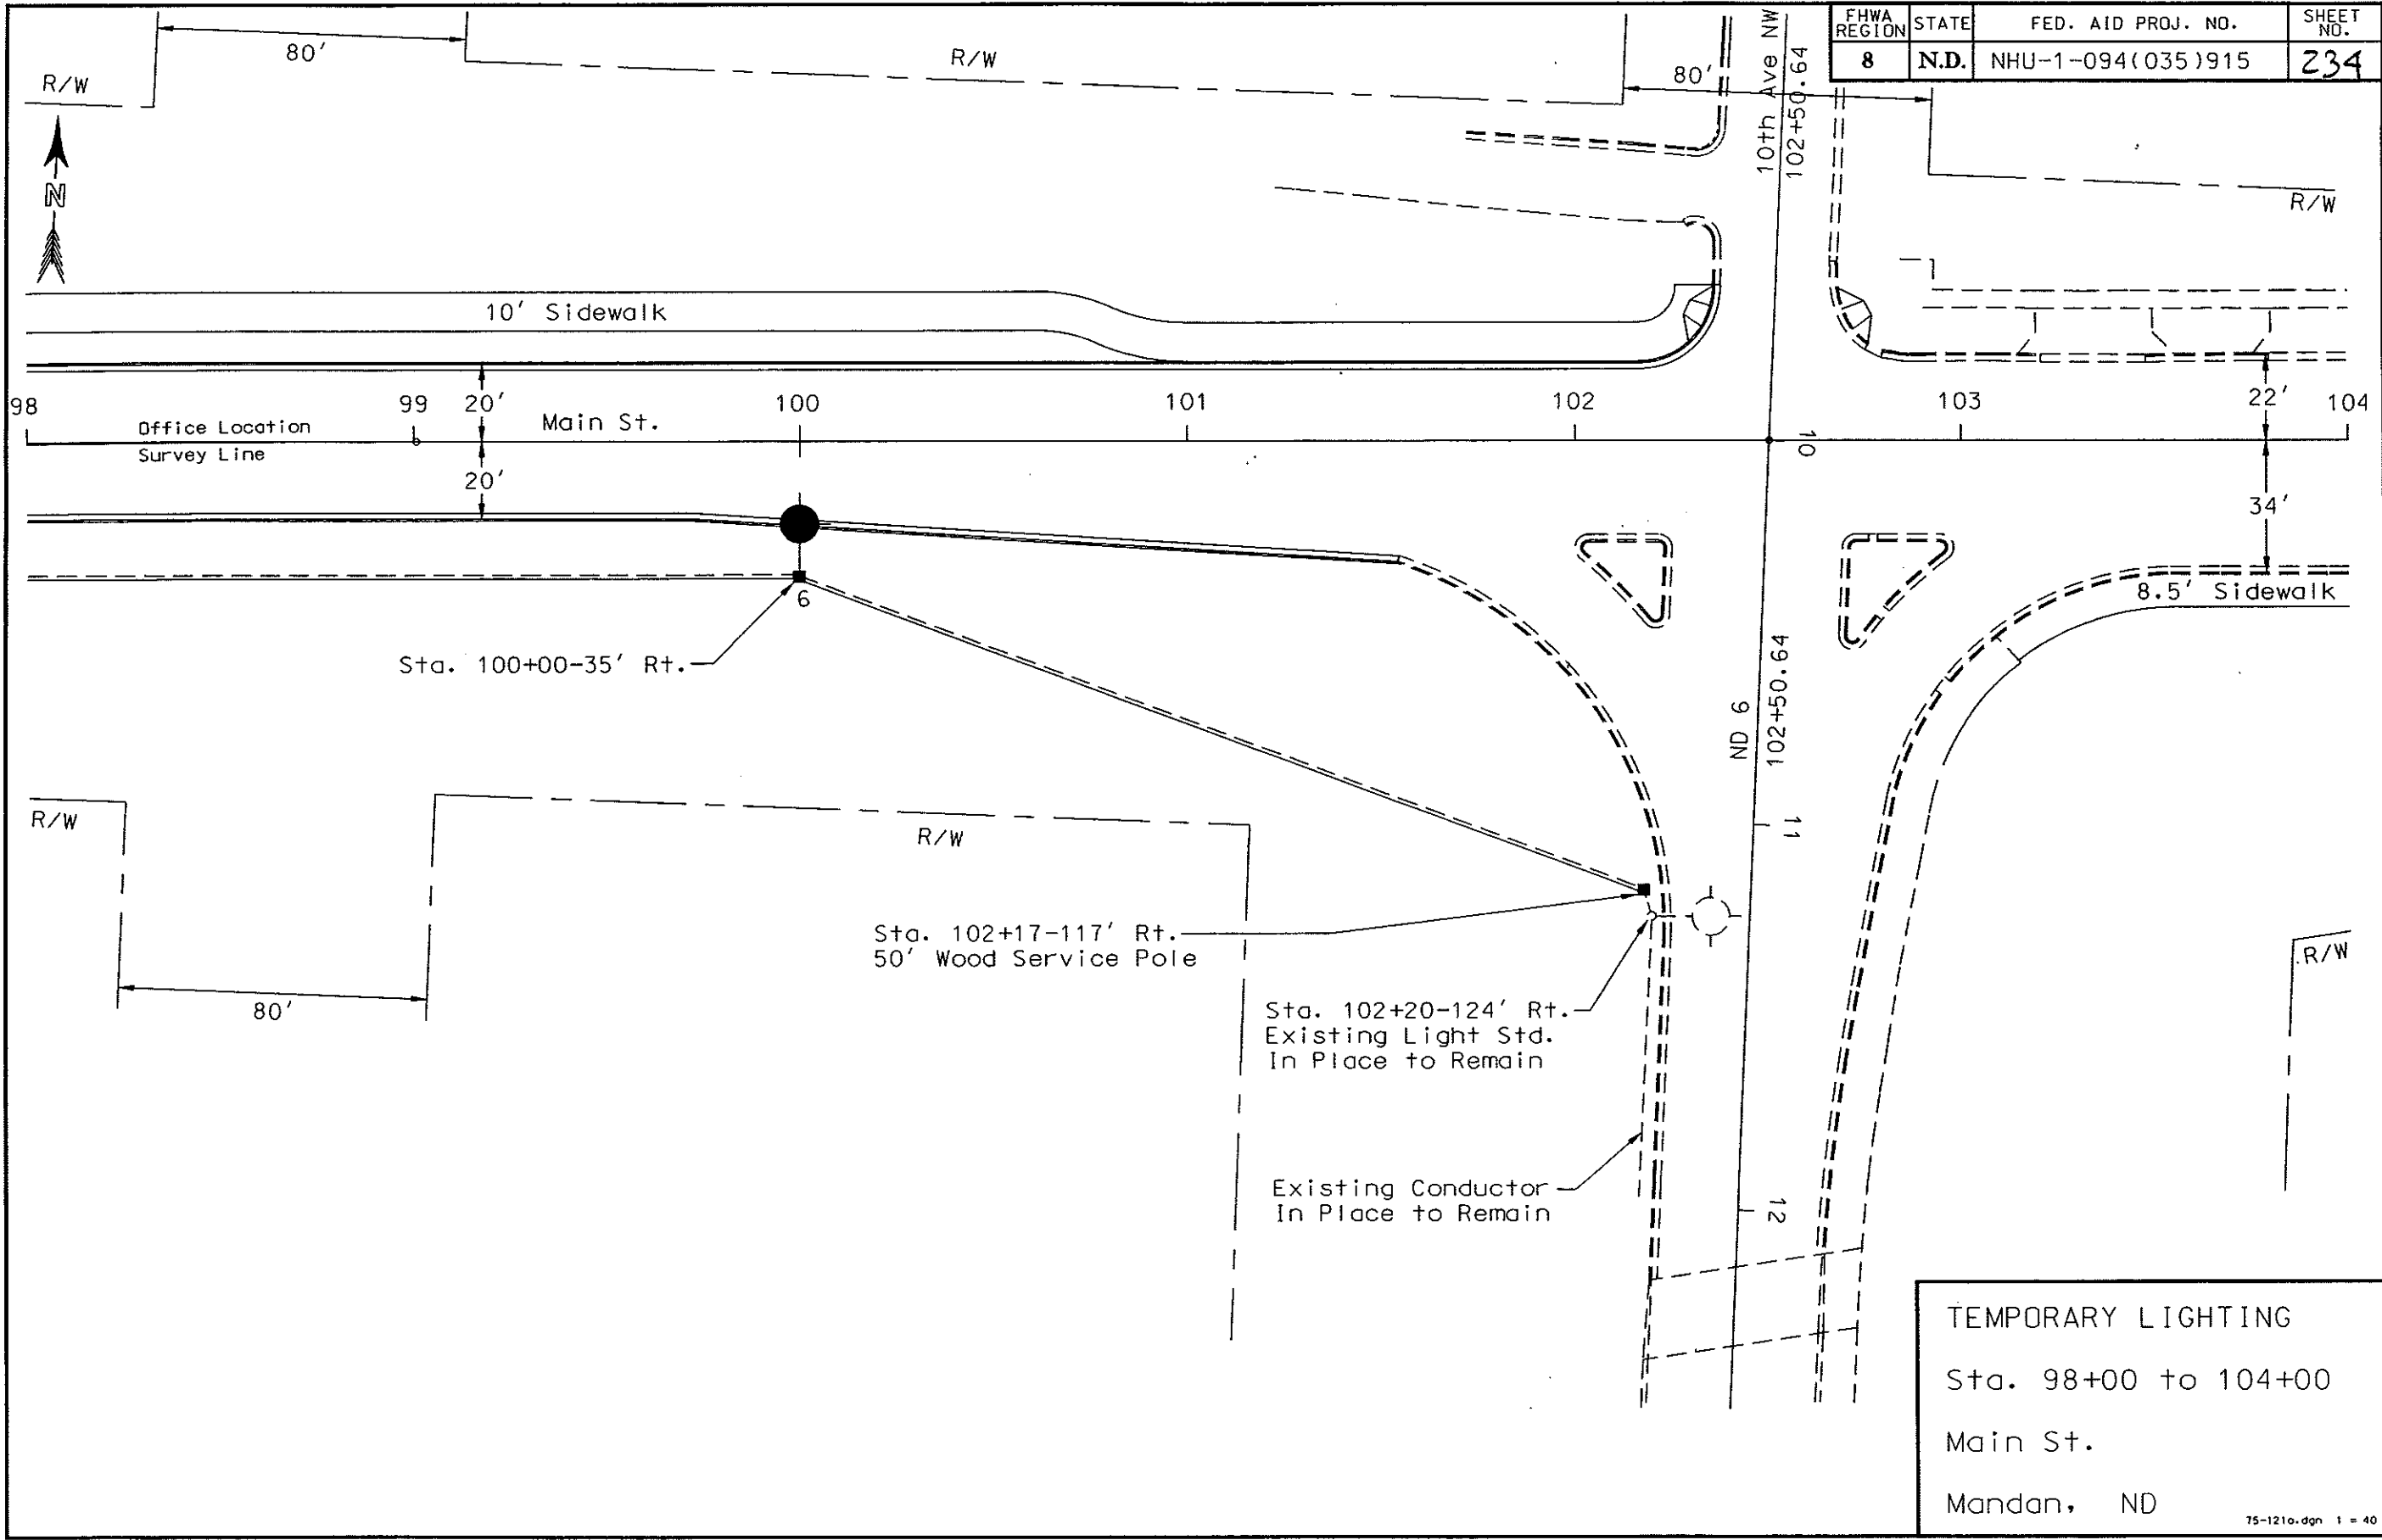 FHWA REGION STATE FED. AID PROJ. NO. SHEET NO.
8 N.D. NHU-1-094(035)915 234
80'
R/W
R/W
80'
10th Ave NW
102+50.64
R/W
N
10' Sidewalk
98 99 20' 100 101 102 103 22' 104
Office Location
Main St.
Survey Line
10
20'
34'
8.5' Sidewalk
6
Sta. 100+00-35' Rt.
ND 6
102+50.64
R/W
R/W
11
Sta. 102+17-117' Rt.
50' Wood Service Pole
R/W
80'
Sta. 102+20-124' Rt.
Existing Light Std.
In Place to Remain
Existing Conductor
In Place to Remain
12
TEMPORARY LIGHTING
Sta. 98+00 to 104+00
Main St.
Mandan, ND
75-121o.dgn 1 = 40